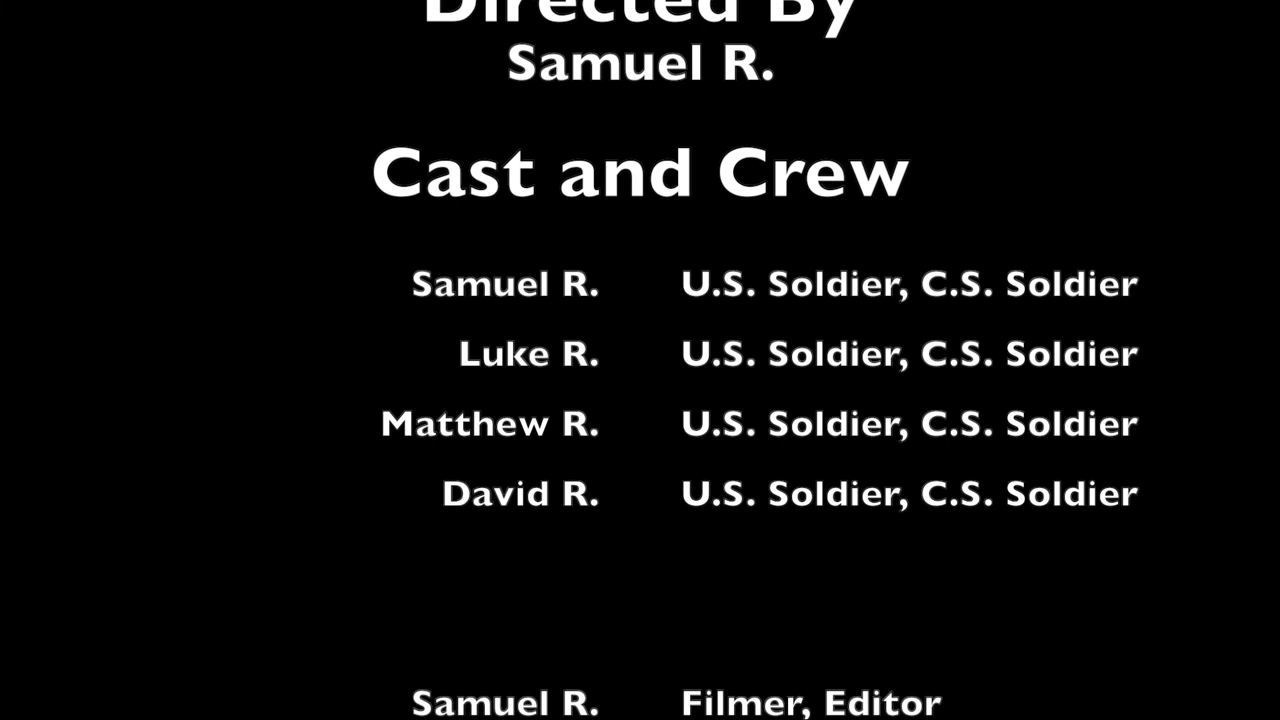 Directed By
Samuel R.
Cast and Crew
Samuel R. U.S. Soldier, C.S. Soldier
Luke R. U.S. Soldier, C.S. Soldier
Matthew R. U.S. Soldier, C.S. Soldier
David R. U.S. Soldier, C.S. Soldier
Samuel R. Filmer, Editor